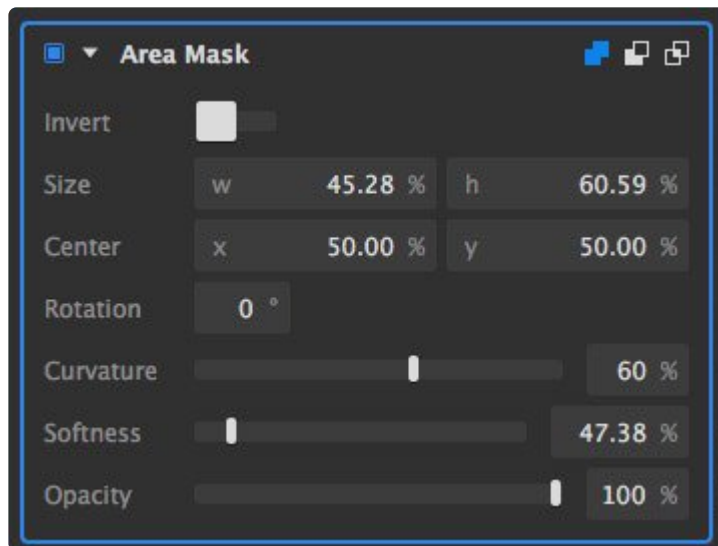 Area Mask
Invert
Size w 45.28 % h 60.59 %
Center x 50.00 % y 50.00 %
Rotation 0 °
Curvature 60 %
Softness 47.38 %
Opacity 100 %